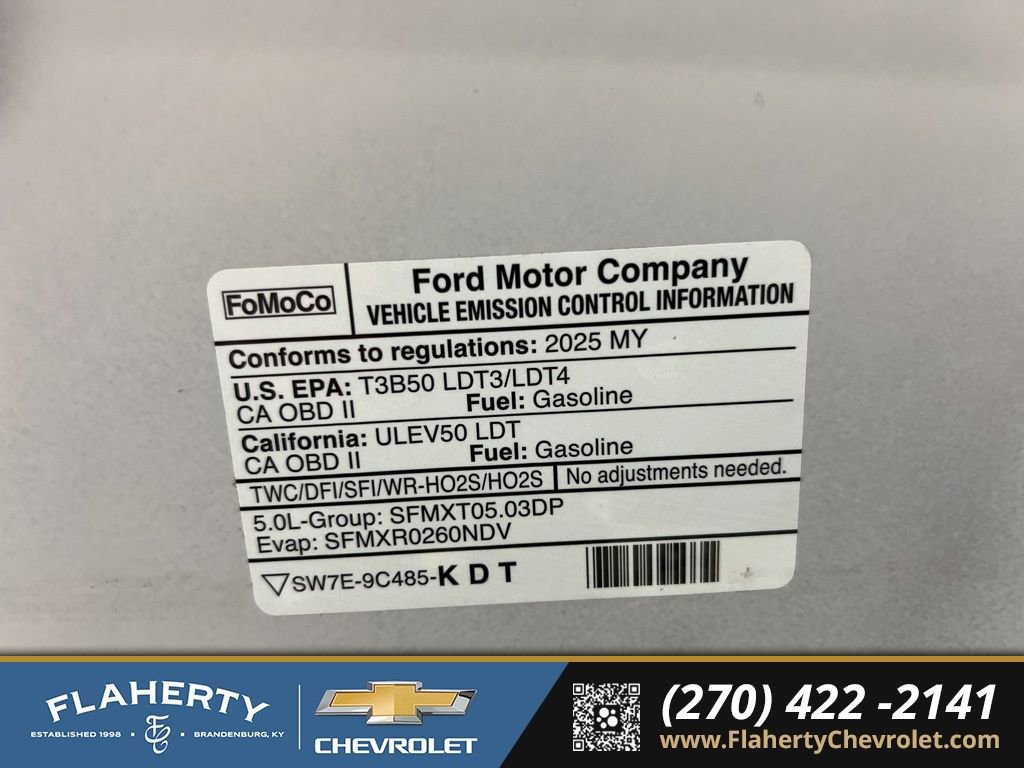 FoMoCo
Ford Motor Company
VEHICLE EMISSION CONTROL INFORMATION
Conforms to regulations: 2025 MY
U.S. EPA: T3B50 LDT3/LDT4
CA OBD II Fuel: Gasoline
California: ULEV50 LDT
CA OBD II Fuel: Gasoline
TWC/DFI/SFI/WR-HO2S/HO2S No adjustments needed.
5.0L-Group: SFMXT05.03DP
Evap: SFMXR0260NDV
SW7E-9C485-K D T
FLAHERTY
ESTABLISHED 1998 • • BRANDENBURG, KY
CHEVROLET
(270) 422 -2141
www.FlahertyChevrolet.com